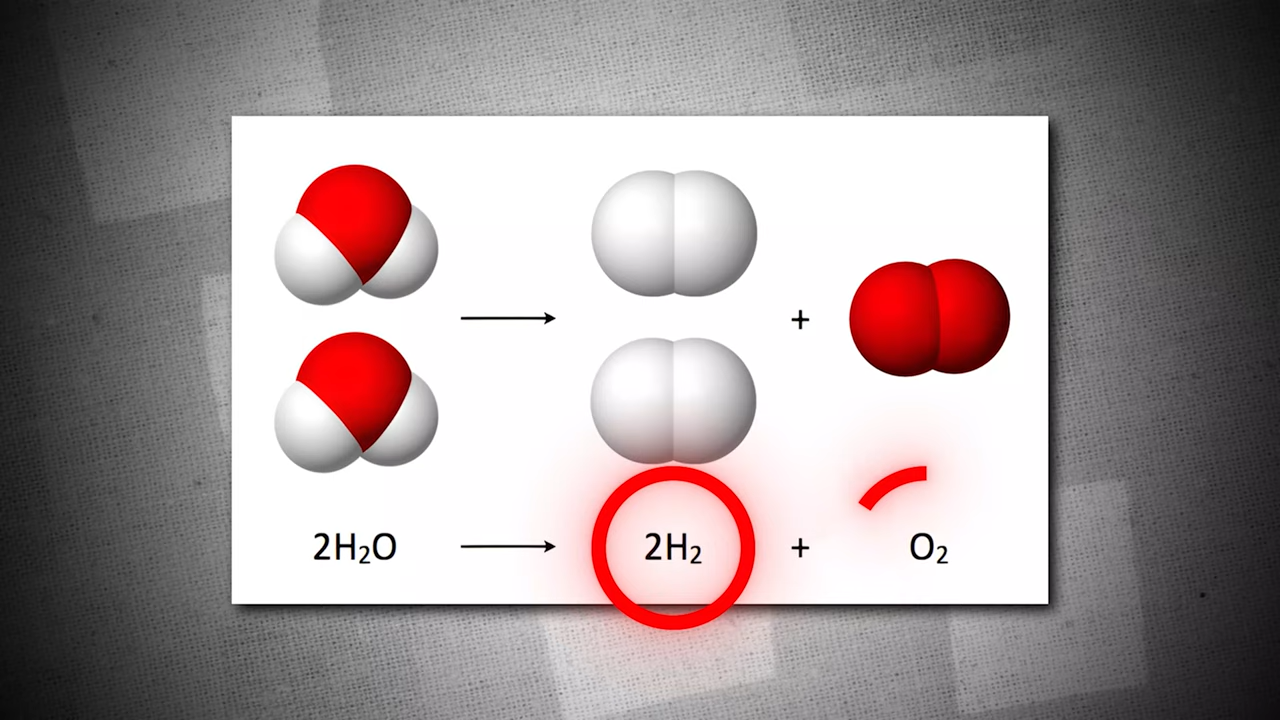 +
2H₂O → 2H₂ + O₂